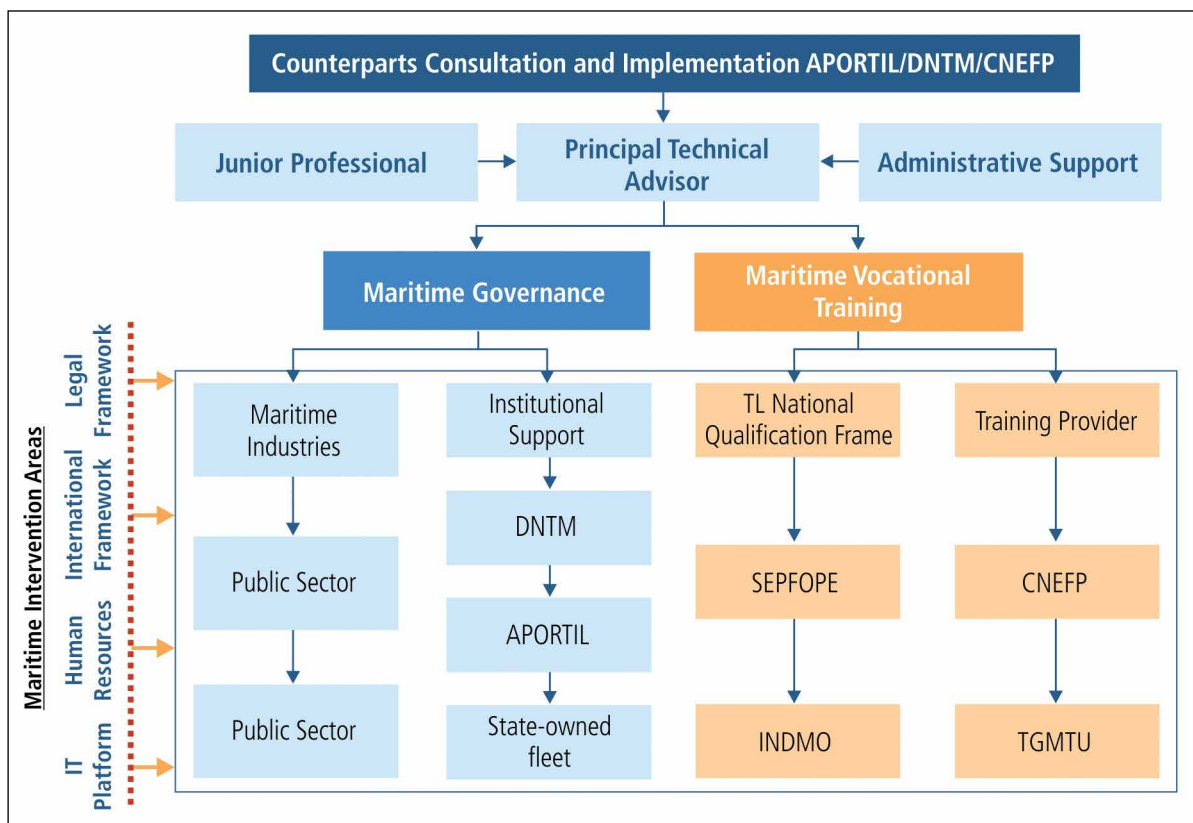 Counterparts Consultation and Implementation APORTIL/DNTM/CNEFP
Junior Professional
Principal Technical
Advisor
Administrative Support
Maritime Governance
Maritime Vocational
Training
Maritime Intervention Areas
Legal
Framework
International
Framework
Human
Resources
IT
Platform
Maritime
Industries
Public Sector
Public Sector
Institutional
Support
DNTM
APORTIL
State-owned
fleet
TL National
Qualification Frame
SEPFOPE
INDMO
Training Provider
CNEFP
TGMTU